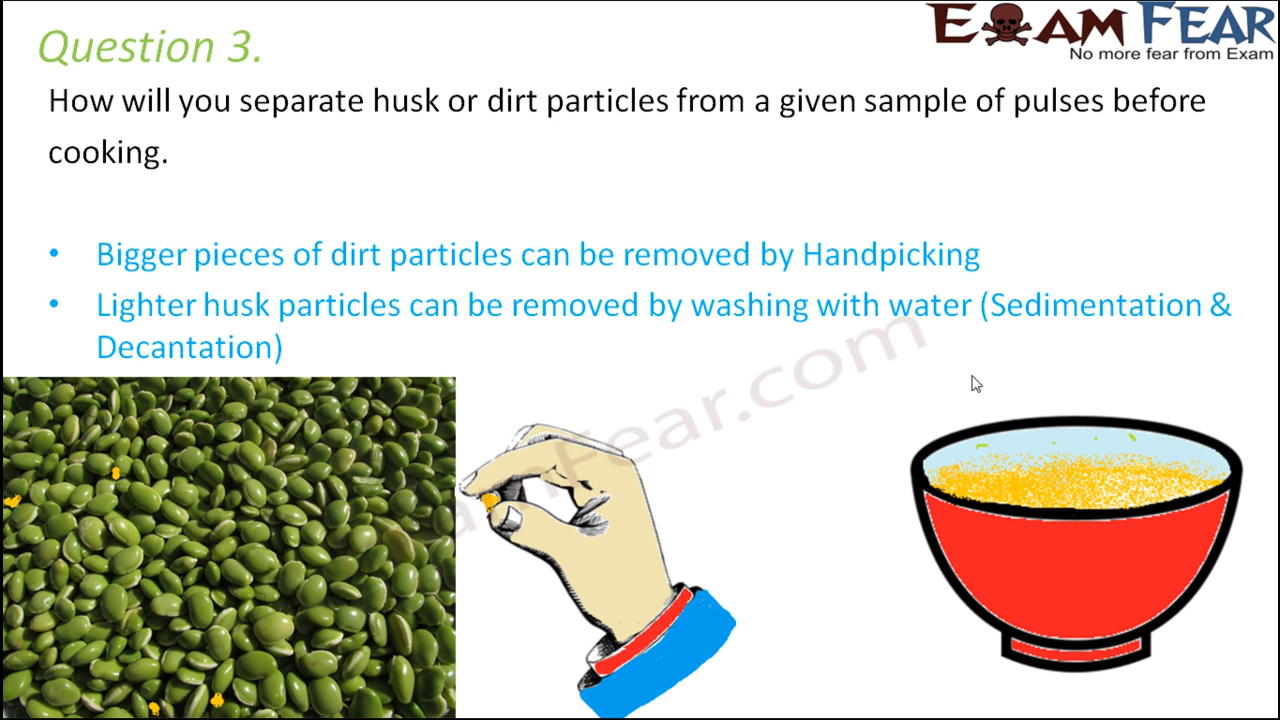 Question 3.
EXAM FEAR
No more fear from Exam
How will you separate husk or dirt particles from a given sample of pulses before
cooking.
• Bigger pieces of dirt particles can be removed by Handpicking
• Lighter husk particles can be removed by washing with water (Sedimentation &
Decantation)
amFear.com